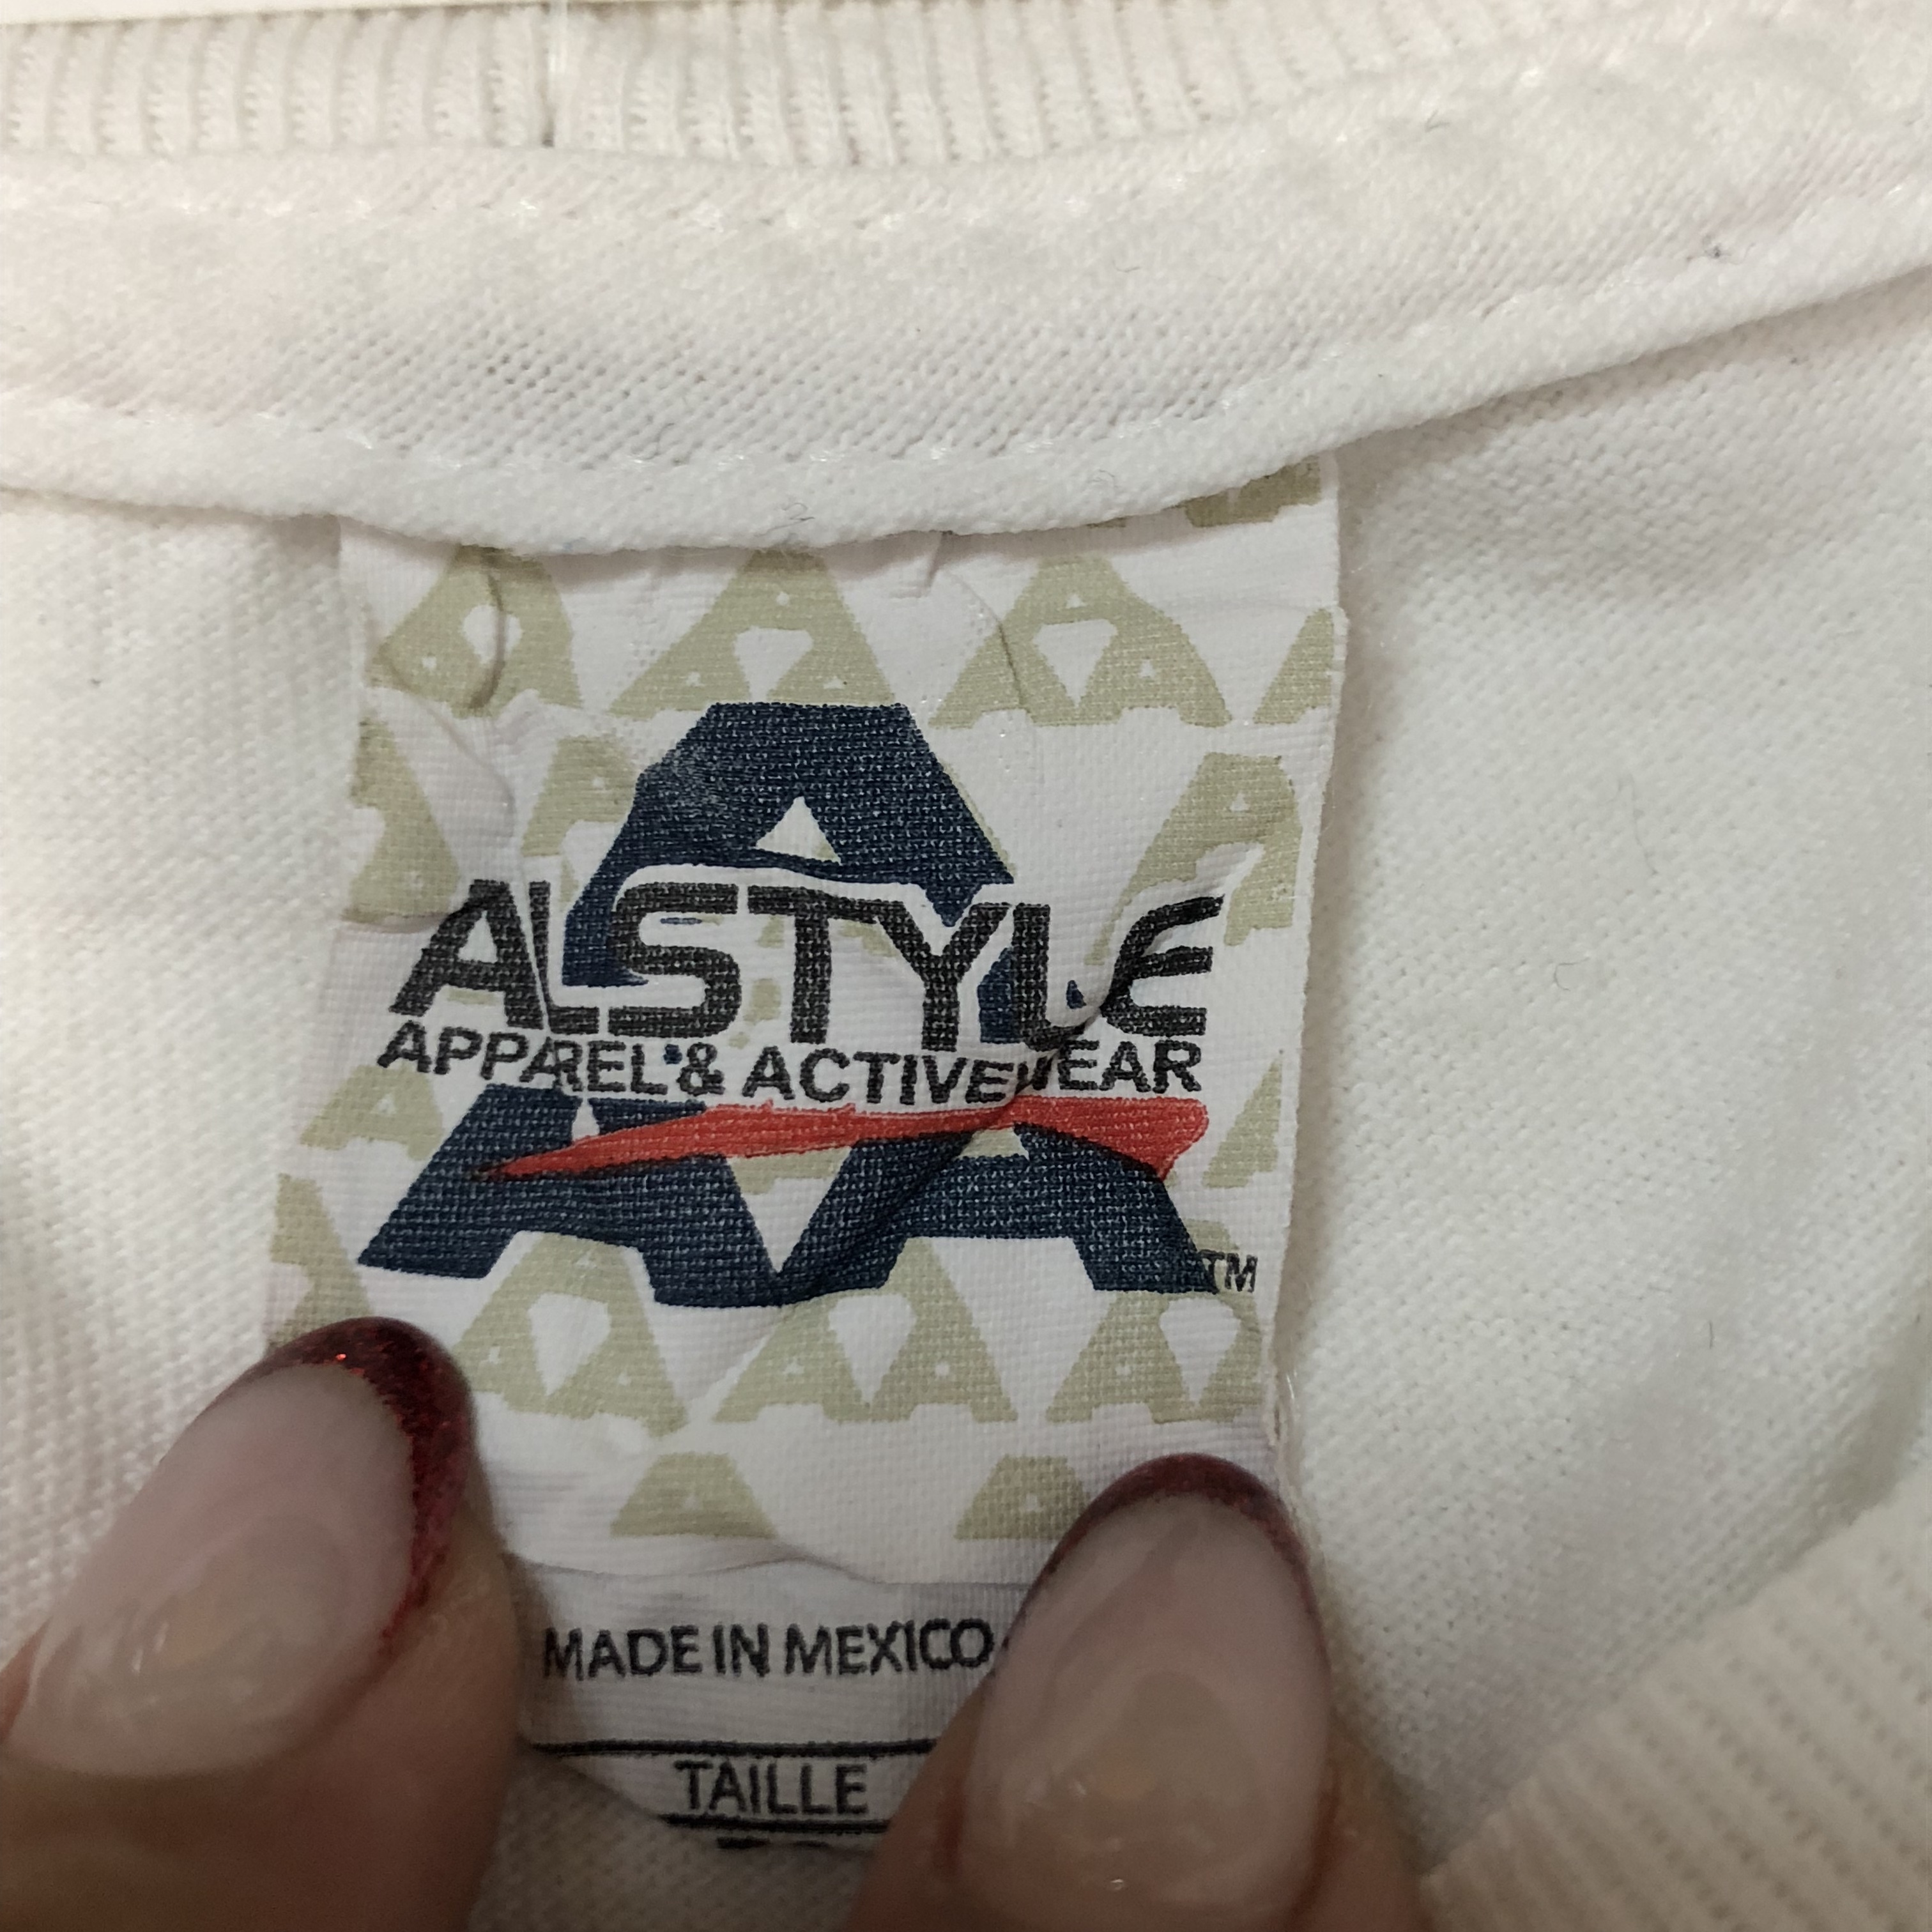 ALSTYLE
APPAREL & ACTIVEWEAR
TM
MADE IN MEXICO
TAILLE